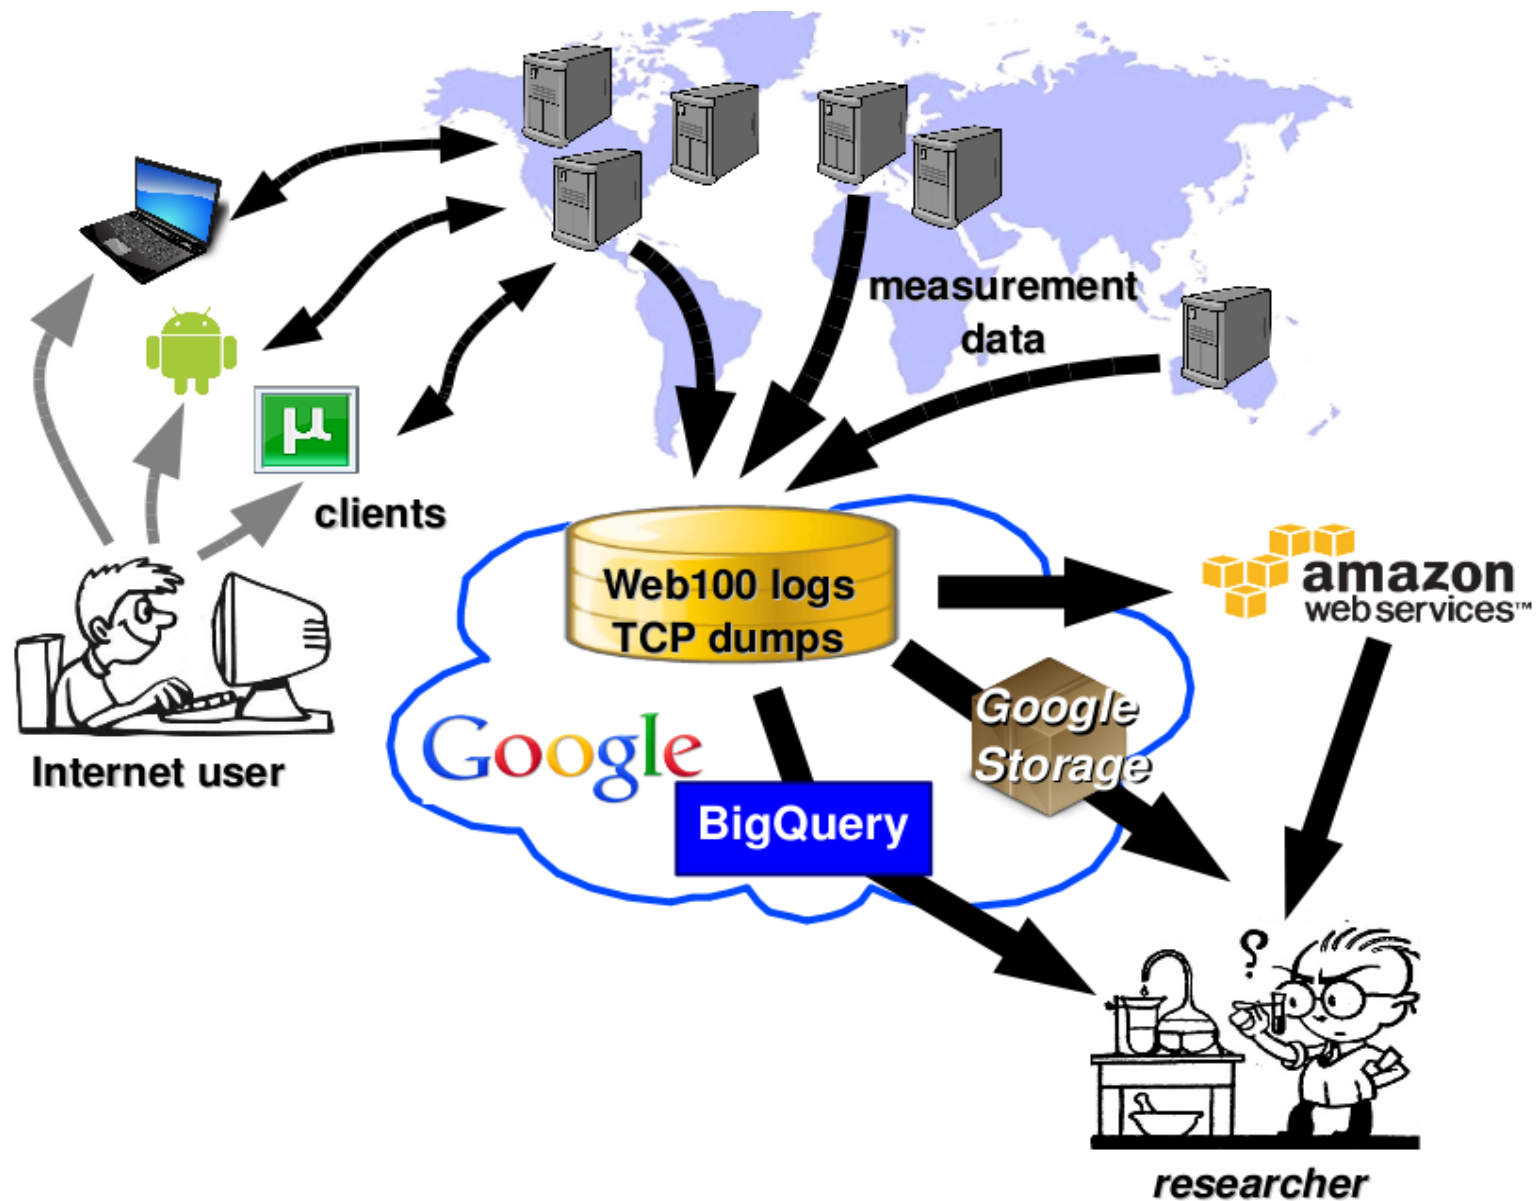 measurement
data
µ
clients
Web100 logs
TCP dumps
amazon
web services™
Google
Storage
Google
BigQuery
Internet user
?
researcher